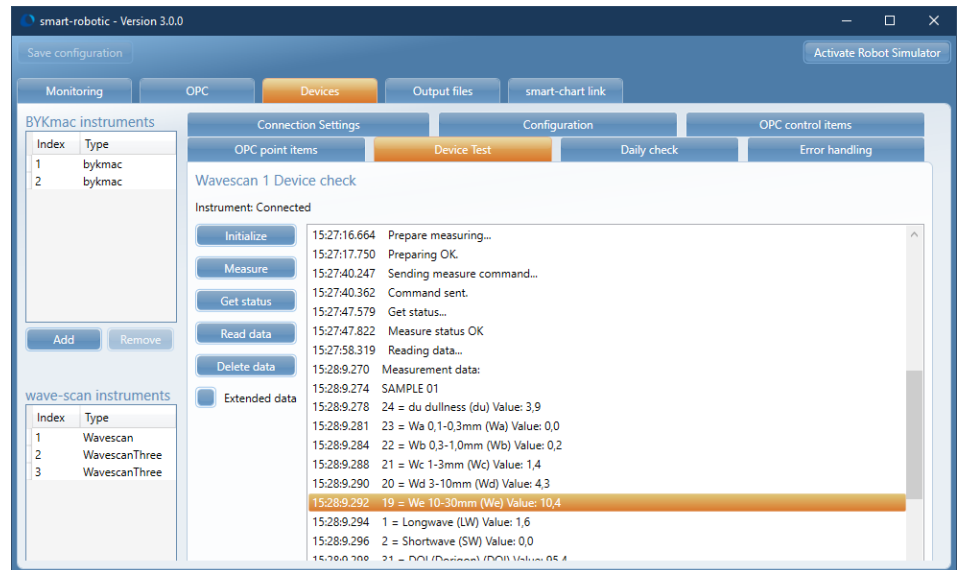 smart-robotic - Version 3.0.0
Save configuration
Activate Robot Simulator
Monitoring
OPC
Devices
Output files
smart-chart link
BYKmac instruments
Index Type
1 bykmac
2 bykmac
Add
Remove
wave-scan instruments
Index Type
1 Wavescan
2 WavescanThree
3 WavescanThree
Connection Settings
Configuration
OPC control items
OPC point items
Device Test
Daily check
Error handling
Wavescan 1 Device check
Instrument: Connected
Initialize
Measure
Get status
Read data
Delete data
Extended data
15:27:16.664 Prepare measuring...
15:27:17.750 Preparing OK.
15:27:40.247 Sending measure command...
15:27:40.362 Command sent.
15:27:47.579 Get status...
15:27:47.822 Measure status OK
15:27:58.319 Reading data...
15:28:9.270 Measurement data:
15:28:9.274 SAMPLE 01
15:28:9.278 24 = du dullness (du) Value: 3,9
15:28:9.281 23 = Wa 0,1-0,3mm (Wa) Value: 0,0
15:28:9.284 22 = Wb 0,3-1,0mm (Wb) Value: 0,2
15:28:9.288 21 = Wc 1-3mm (Wc) Value: 1,4
15:28:9.290 20 = Wd 3-10mm (Wd) Value: 4,3
15:28:9.292 19 = We 10-30mm (We) Value: 10,4
15:28:9.294 1 = Longwave (LW) Value: 1,6
15:28:9.296 2 = Shortwave (SW) Value: 0,0
15:28:9.298 31 = DOI (Dorigon) (DOI) Value: 95,4